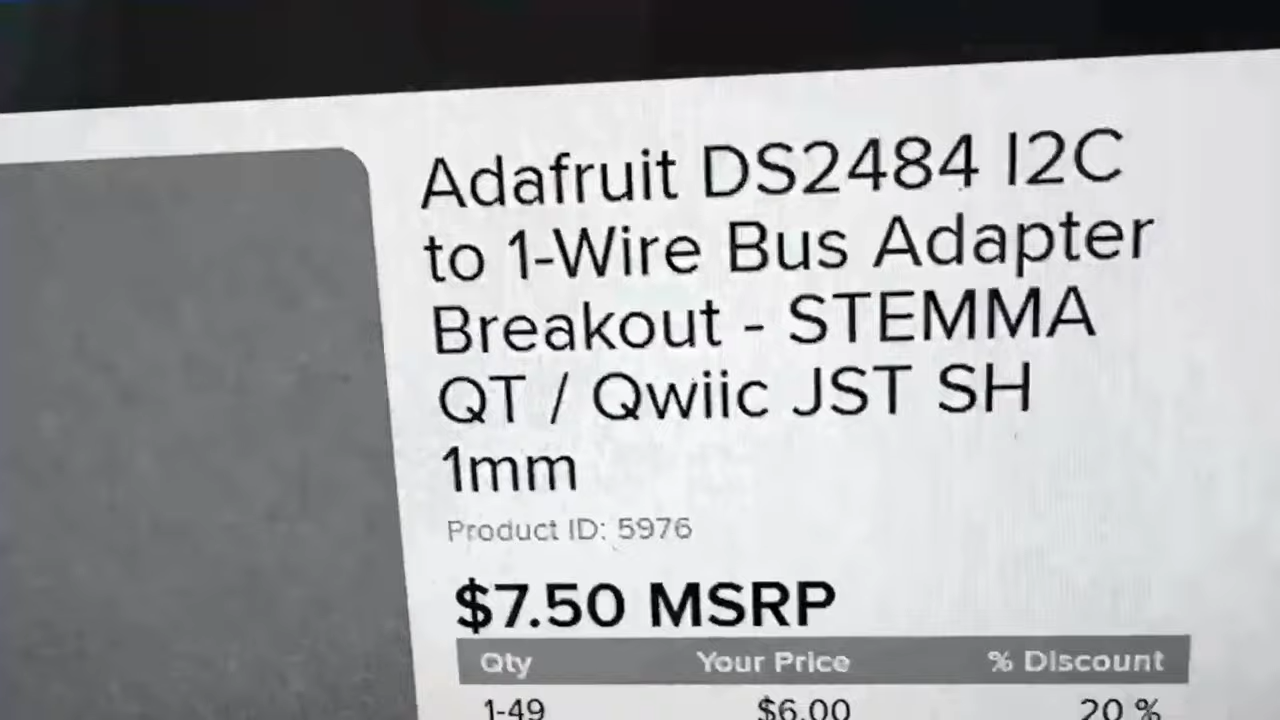 Adafruit DS2484 I2C
to 1-Wire Bus Adapter
Breakout - STEMMA
QT / Qwiic JST SH
1mm
Product ID: 5976
$7.50 MSRP
Qty Your Price % Discount
1-49 $6.00 20 %